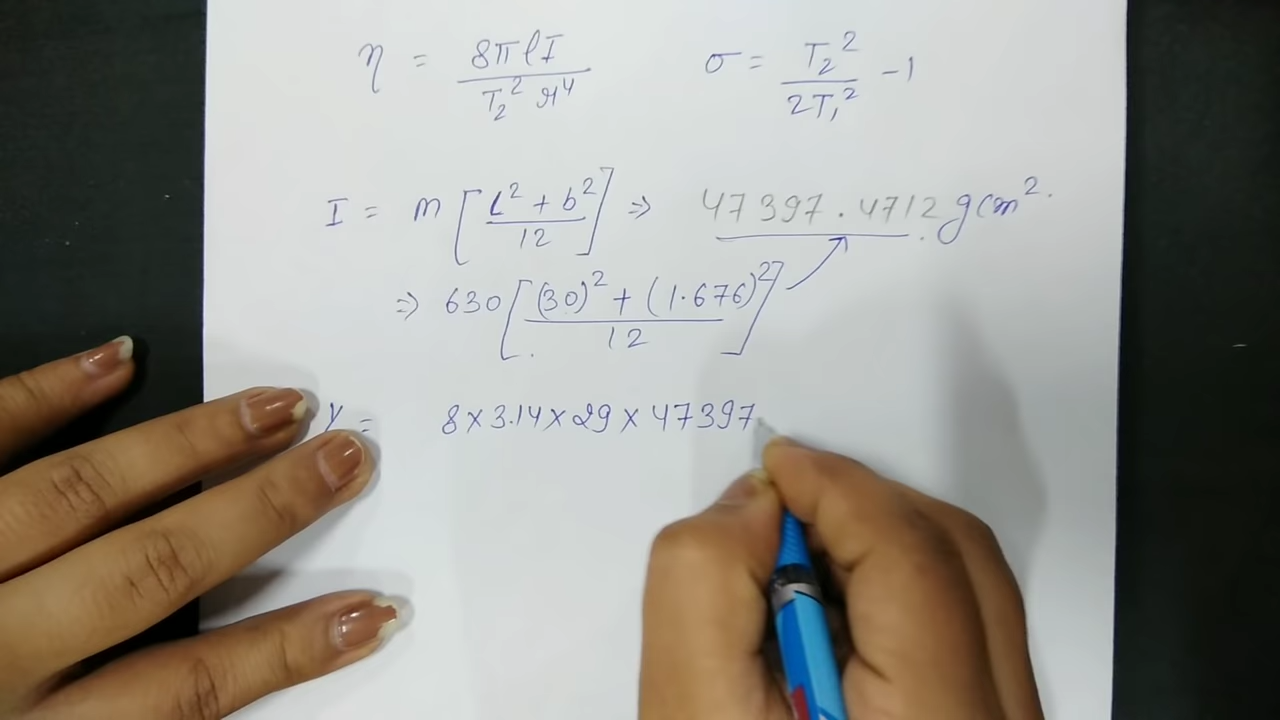 η = 8πlI / T₂² r⁴    σ = T₂² / 2T₁² - 1
I = m [ L² + b² / 12 ] ⇒ 47397.4712 gcm².
⇒ 630 [ (30)² + (1.676)² / 12 ]
Y = 8 x 3.14 x 29 x 47397.